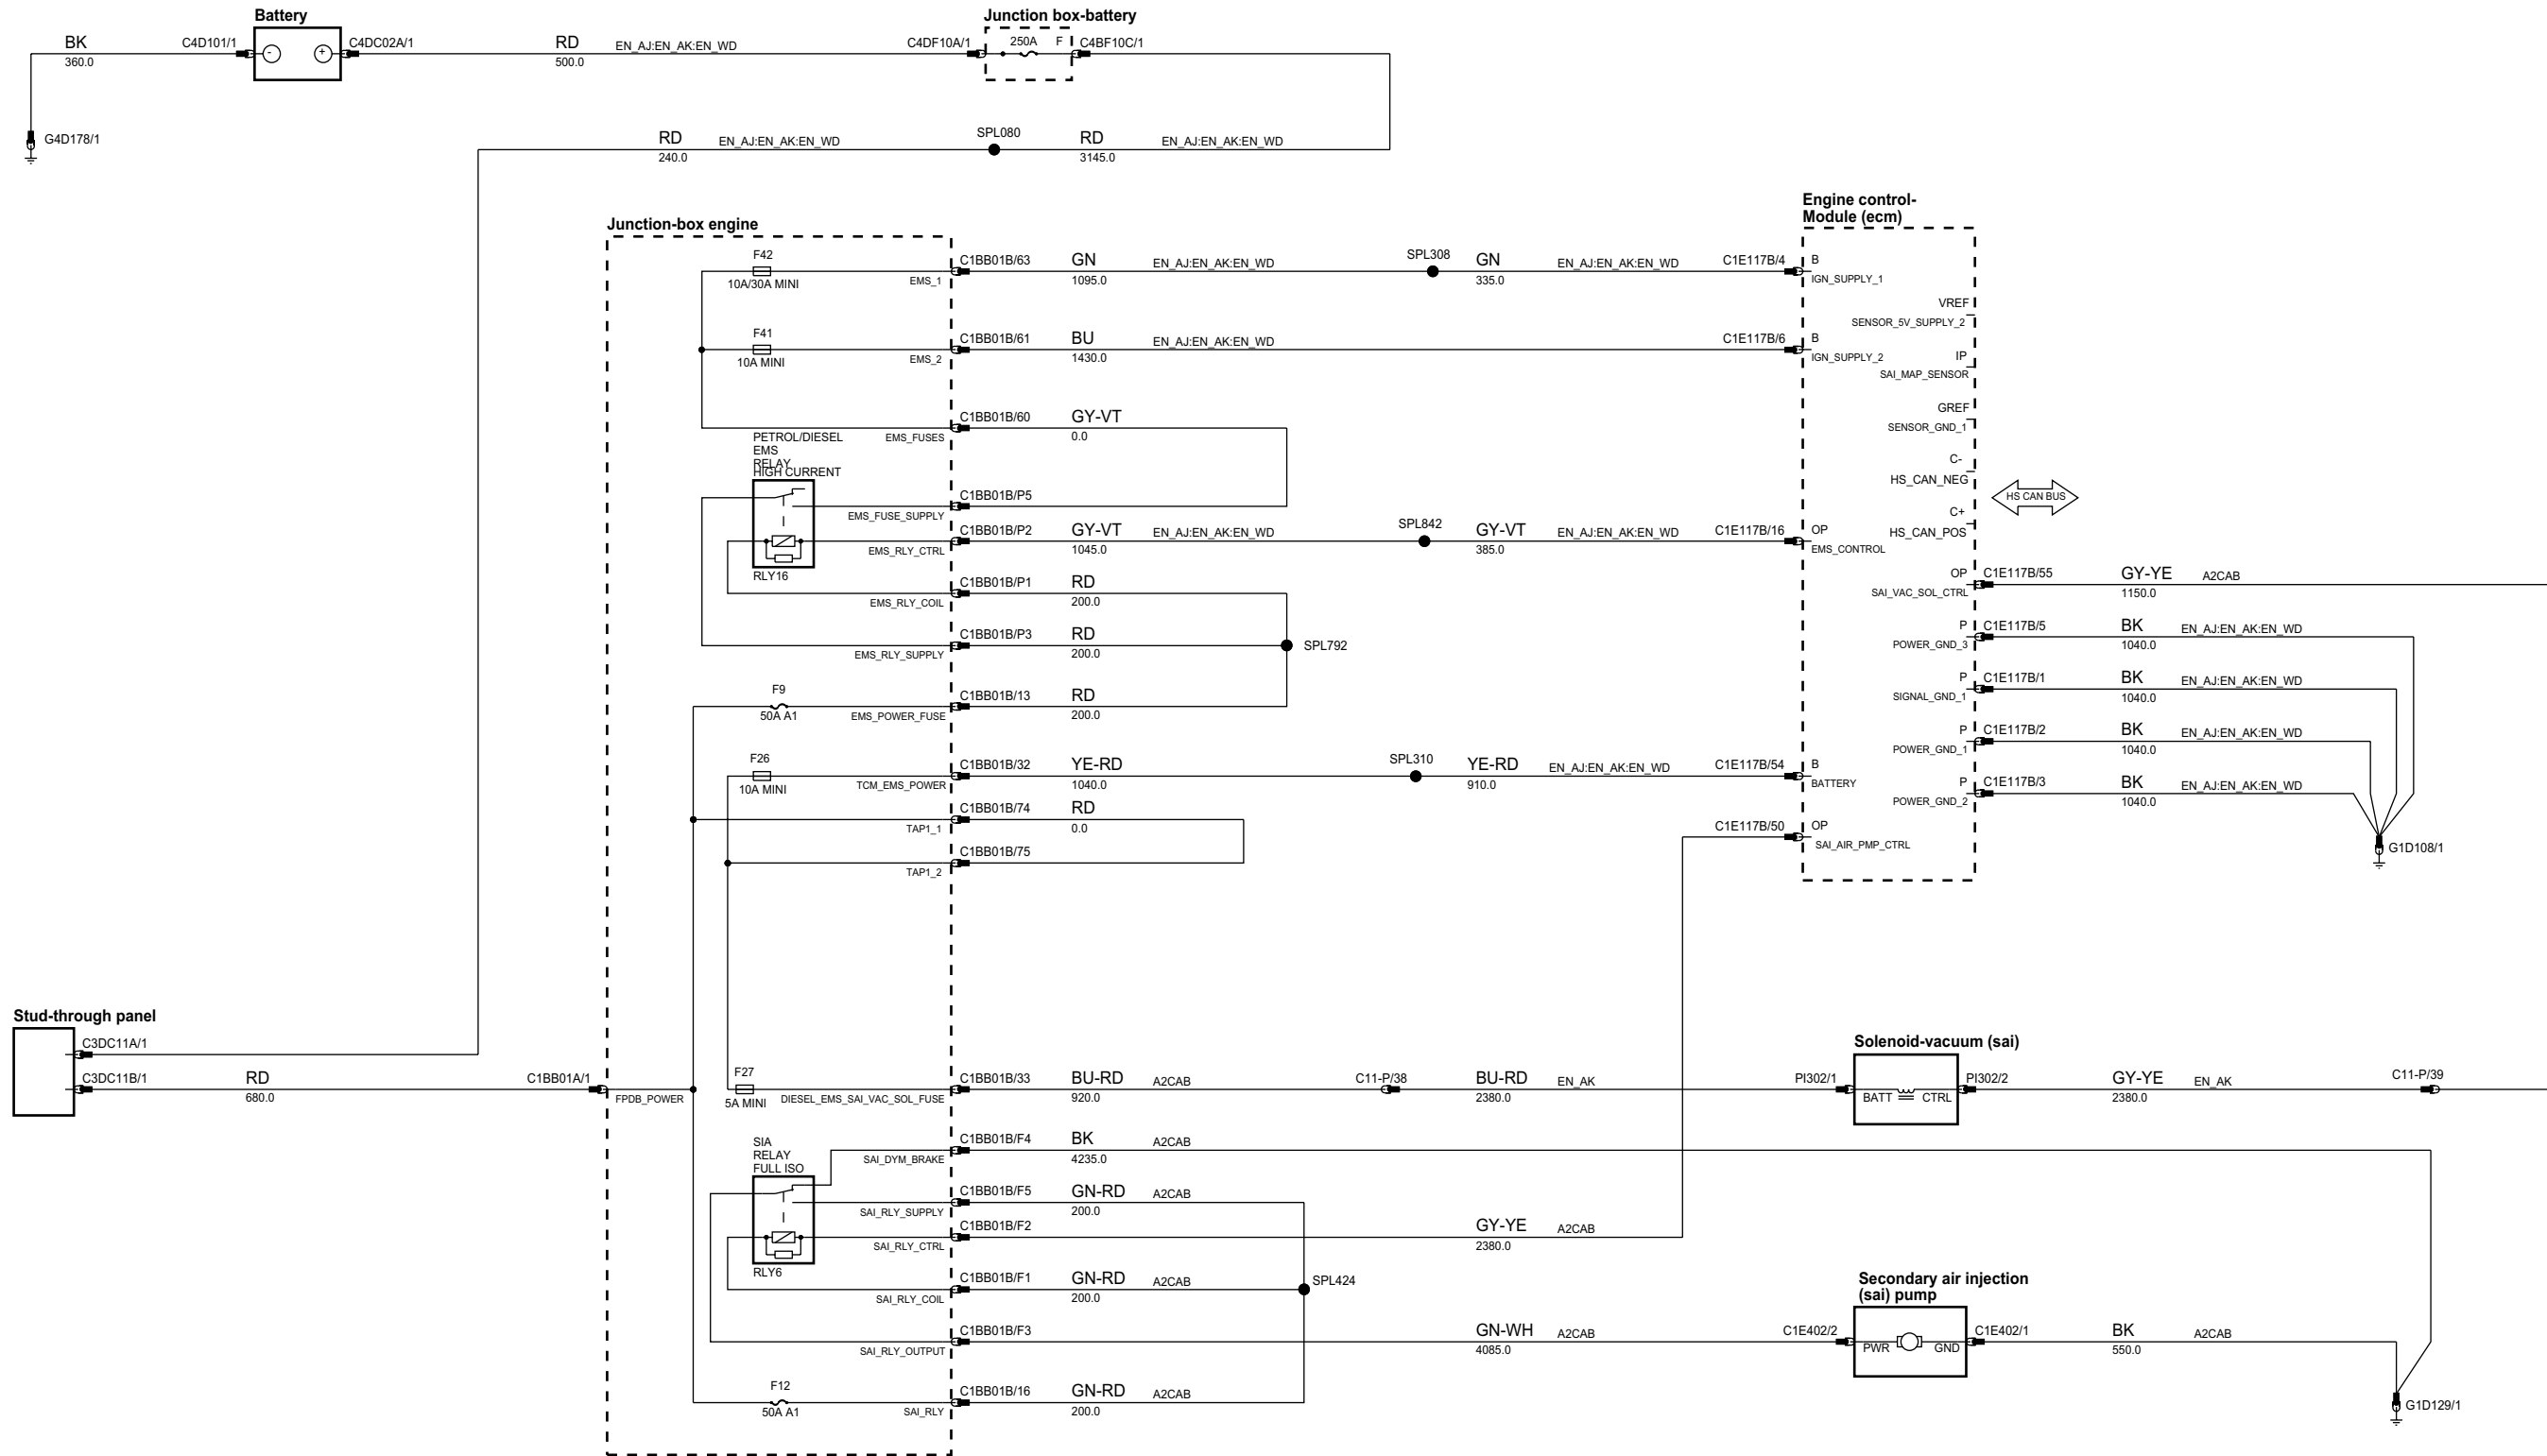 Battery
Junction box-battery
BK
360.0
C4D101/1
-
+
C4DC02A/1
RD
500.0
EN_AJ:EN_AK:EN_WD
C4DF10A/1
250A
F
C4BF10C/1
G4D178/1
RD
240.0
EN_AJ:EN_AK:EN_WD
SPL080
RD
3145.0
EN_AJ:EN_AK:EN_WD
Junction-box engine
Engine control-
Module (ecm)
F42
10A/30A MINI
EMS_1
C1BB01B/63
GN
1095.0
EN_AJ:EN_AK:EN_WD
SPL308
GN
335.0
EN_AJ:EN_AK:EN_WD
C1E117B/4
B
IGN_SUPPLY_1
VREF
SENSOR_5V_SUPPLY_2
F41
10A MINI
EMS_2
C1BB01B/61
BU
1430.0
EN_AJ:EN_AK:EN_WD
C1E117B/6
B
IGN_SUPPLY_2
IP
SAI_MAP_SENSOR
GREF
SENSOR_GND_1
C1BB01B/60
GY-VT
0.0
EMS_FUSES
PETROL/DIESEL
EMS
RELAY
HIGH CURRENT
RLY16
C-
HS_CAN_NEG
HS CAN BUS
C+
HS_CAN_POS
C1BB01B/P5
EMS_FUSE_SUPPLY
C1BB01B/P2
EMS_RLY_CTRL
GY-VT
1045.0
EN_AJ:EN_AK:EN_WD
SPL842
GY-VT
385.0
EN_AJ:EN_AK:EN_WD
C1E117B/16
OP
EMS_CONTROL
C1BB01B/P1
EMS_RLY_COIL
RD
200.0
OP
SAI_VAC_SOL_CTRL
C1E117B/55
GY-YE
1150.0
A2CAB
C1BB01B/P3
EMS_RLY_SUPPLY
RD
200.0
SPL792
P
POWER_GND_3
C1E117B/5
BK
1040.0
EN_AJ:EN_AK:EN_WD
F9
50A A1
EMS_POWER_FUSE
C1BB01B/13
RD
200.0
P
SIGNAL_GND_1
C1E117B/1
BK
1040.0
EN_AJ:EN_AK:EN_WD
P
POWER_GND_1
C1E117B/2
BK
1040.0
EN_AJ:EN_AK:EN_WD
F26
10A MINI
TCM_EMS_POWER
C1BB01B/32
YE-RD
1040.0
SPL310
YE-RD
910.0
EN_AJ:EN_AK:EN_WD
C1E117B/54
B
BATTERY
P
POWER_GND_2
C1E117B/3
BK
1040.0
EN_AJ:EN_AK:EN_WD
C1BB01B/74
TAP1_1
RD
0.0
C1E117B/50
OP
SAI_AIR_PMP_CTRL
G1D108/1
C1BB01B/75
TAP1_2
Stud-through panel
C3DC11A/1
C3DC11B/1
RD
680.0
C1BB01A/1
FPDB_POWER
F27
5A MINI
DIESEL_EMS_SAI_VAC_SOL_FUSE
C1BB01B/33
BU-RD
920.0
A2CAB
C11-P/38
BU-RD
2380.0
EN_AK
Solenoid-vacuum (sai)
PI302/1
BATT
CTRL
PI302/2
GY-YE
2380.0
EN_AK
C11-P/39
SIA
RELAY
FULL ISO
RLY6
SAI_DYM_BRAKE
C1BB01B/F4
BK
4235.0
A2CAB
SAI_RLY_SUPPLY
C1BB01B/F5
GN-RD
200.0
A2CAB
SAI_RLY_CTRL
C1BB01B/F2
GY-YE
2380.0
A2CAB
SAI_RLY_COIL
C1BB01B/F1
GN-RD
200.0
A2CAB
SPL424
SAI_RLY_OUTPUT
C1BB01B/F3
GN-WH
4085.0
A2CAB
Secondary air injection
(sai) pump
C1E402/2
PWR
GND
C1E402/1
BK
550.0
A2CAB
F12
50A A1
SAI_RLY
C1BB01B/16
GN-RD
200.0
A2CAB
G1D129/1